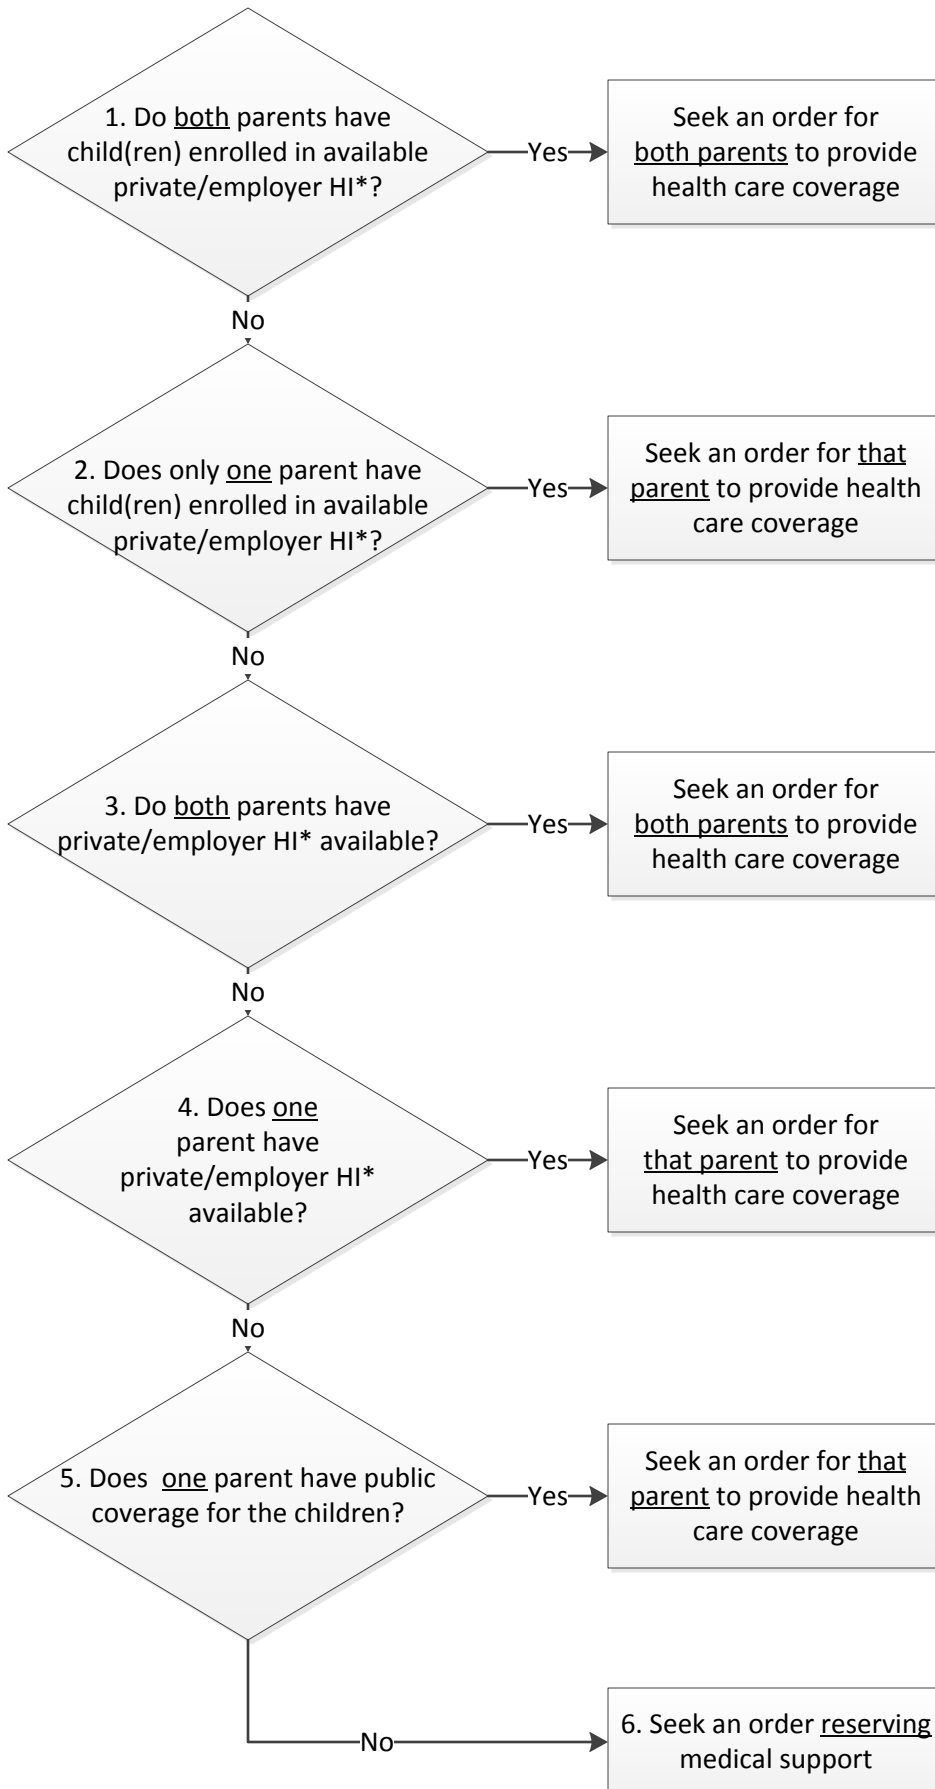 1. Do both parents have
child(ren) enrolled in available
private/employer HI*?
Yes
Seek an order for
both parents to provide
health care coverage
No
2. Does only one parent have
child(ren) enrolled in available
private/employer HI*?
Yes
Seek an order for that
parent to provide health
care coverage
No
3. Do both parents have
private/employer HI* available?
Yes
Seek an order for
both parents to provide
health care coverage
No
4. Does one
parent have
private/employer HI*
available?
Yes
Seek an order for
that parent to provide
health care coverage
No
5. Does one parent have public
coverage for the children?
Yes
Seek an order for that
parent to provide health
care coverage
No
6. Seek an order reserving
medical support